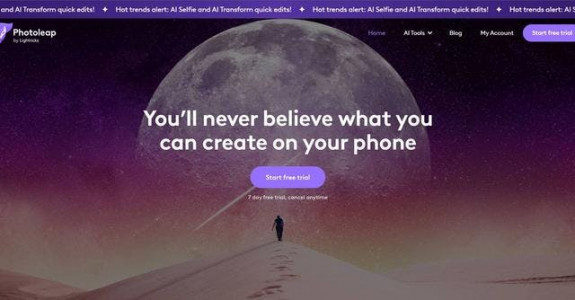 and AI Transform quick edits! ✦ Hot trends alert: AI Selfie and AI Transform quick edits! ✦ Hot trends alert: AI Selfie and AI Transform quick edits! ✦ Hot trends alert: AI S
Photoleap
by Lightricks
Home AI Tools Blog My Account Start free trial
You'll never believe what you
can create on your phone
Start free trial
7 day free trial, cancel anytime